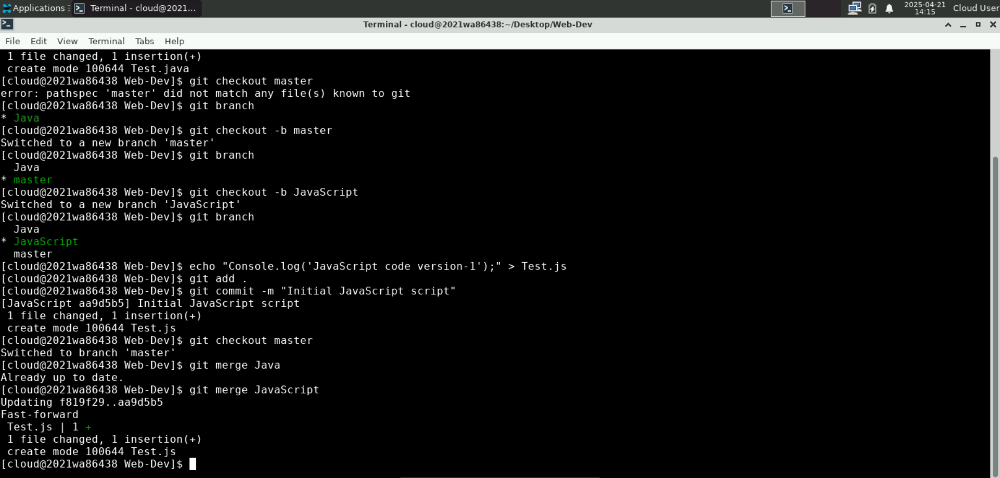 Applications Terminal - cloud@2021... 2025-04-21 14:15 Cloud User
Terminal - cloud@2021wa86438:~/Desktop/Web-Dev
File Edit View Terminal Tabs Help
 1 file changed, 1 insertion(+)
 create mode 100644 Test.java
[cloud@2021wa86438 Web-Dev]$ git checkout master
error: pathspec 'master' did not match any file(s) known to git
[cloud@2021wa86438 Web-Dev]$ git branch
* Java
[cloud@2021wa86438 Web-Dev]$ git checkout -b master
Switched to a new branch 'master'
[cloud@2021wa86438 Web-Dev]$ git branch
  Java
* master
[cloud@2021wa86438 Web-Dev]$ git checkout -b JavaScript
Switched to a new branch 'JavaScript'
[cloud@2021wa86438 Web-Dev]$ git branch
  Java
* JavaScript
  master
[cloud@2021wa86438 Web-Dev]$ echo "Console.log('JavaScript code version-1');" > Test.js
[cloud@2021wa86438 Web-Dev]$ git add .
[cloud@2021wa86438 Web-Dev]$ git commit -m "Initial JavaScript script"
[JavaScript aa9d5b5] Initial JavaScript script
 1 file changed, 1 insertion(+)
 create mode 100644 Test.js
[cloud@2021wa86438 Web-Dev]$ git checkout master
Switched to branch 'master'
[cloud@2021wa86438 Web-Dev]$ git merge Java
Already up to date.
[cloud@2021wa86438 Web-Dev]$ git merge JavaScript
Updating f819f29..aa9d5b5
Fast-forward
 Test.js | 1 +
 1 file changed, 1 insertion(+)
 create mode 100644 Test.js
[cloud@2021wa86438 Web-Dev]$